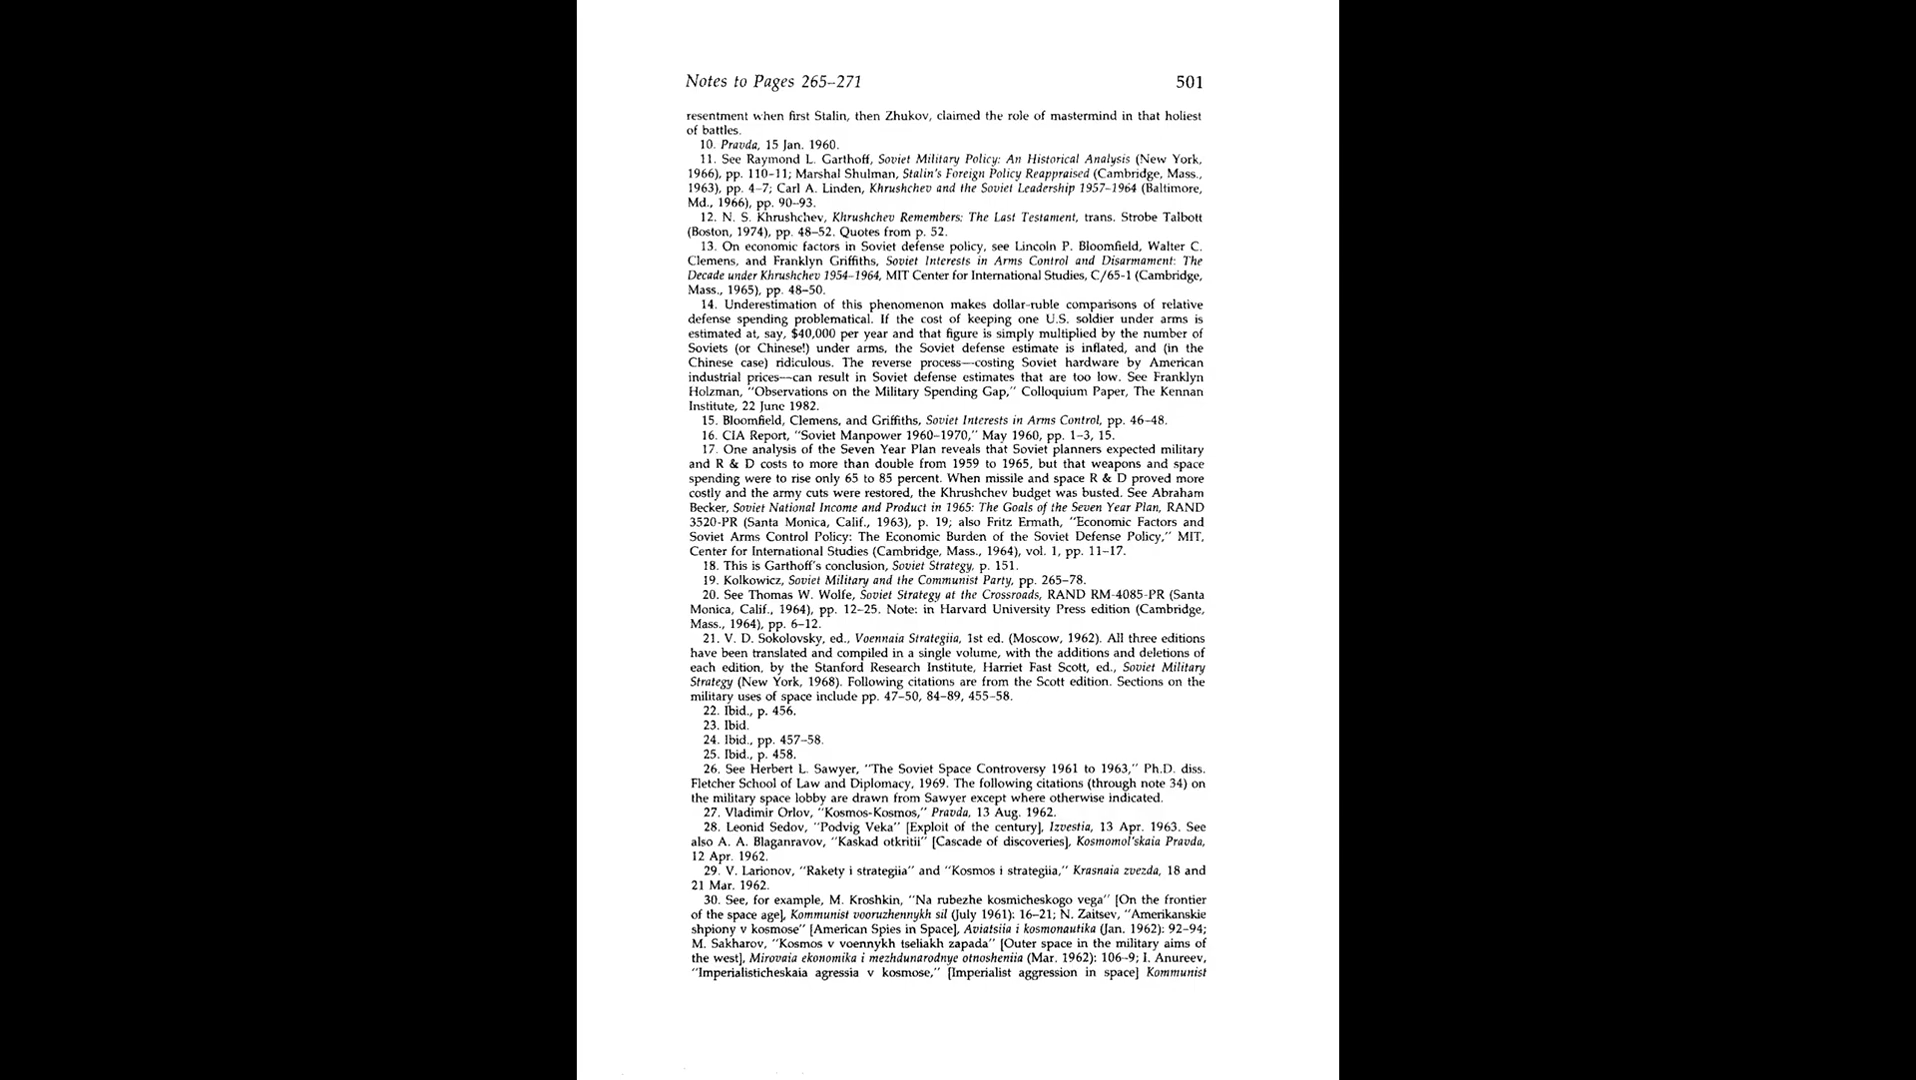 Notes to Pages 265–271 501
resentment when first Stalin, then Zhukov, claimed the role of mastermind in that holiest
of battles.
10. Pravda, 15 Jan. 1960.
11. See Raymond L. Garthoff, Soviet Military Policy: An Historical Analysis (New York,
1966), pp. 110–11; Marshal Shulman, Stalin's Foreign Policy Reappraised (Cambridge, Mass.,
1963), pp. 4–7; Carl A. Linden, Khrushchev and the Soviet Leadership 1957–1964 (Baltimore,
Md., 1966), pp. 90–93.
12. N. S. Khrushchev, Khrushchev Remembers: The Last Testament, trans. Strobe Talbott
(Boston, 1974), pp. 48–52. Quotes from p. 52.
13. On economic factors in Soviet defense policy, see Lincoln P. Bloomfield, Walter C.
Clemens, and Franklyn Griffiths, Soviet Interests in Arms Control and Disarmament: The
Decade under Khrushchev 1954–1964, MIT Center for International Studies, C/65-1 (Cambridge,
Mass., 1965), pp. 48–50.
14. Underestimation of this phenomenon makes dollar-ruble comparisons of relative
defense spending problematical. If the cost of keeping one U.S. soldier under arms is
estimated at, say, $40,000 per year and that figure is simply multiplied by the number of
Soviets (or Chinese!) under arms, the Soviet defense estimate is inflated, and (in the
Chinese case) ridiculous. The reverse process—costing Soviet hardware by American
industrial prices—can result in Soviet defense estimates that are too low. See Franklyn
Holzman, "Observations on the Military Spending Gap," Colloquium Paper, The Kennan
Institute, 22 June 1982.
15. Bloomfield, Clemens, and Griffiths, Soviet Interests in Arms Control, pp. 46–48.
16. CIA Report, "Soviet Manpower 1960–1970," May 1960, pp. 1–3, 15.
17. One analysis of the Seven Year Plan reveals that Soviet planners expected military
and R & D costs to more than double from 1959 to 1965, but that weapons and space
spending were to rise only 65 to 85 percent. When missile and space R & D proved more
costly and the army cuts were restored, the Khrushchev budget was busted. See Abraham
Becker, Soviet National Income and Product in 1965: The Goals of the Seven Year Plan, RAND
3520-PR (Santa Monica, Calif., 1963), p. 19; also Fritz Ermath, "Economic Factors and
Soviet Arms Control Policy: The Economic Burden of the Soviet Defense Policy," MIT,
Center for International Studies (Cambridge, Mass., 1964), vol. 1, pp. 11–17.
18. This is Garthoff's conclusion, Soviet Strategy, p. 151.
19. Kolkowicz, Soviet Military and the Communist Party, pp. 265–78.
20. See Thomas W. Wolfe, Soviet Strategy at the Crossroads, RAND RM-4085-PR (Santa
Monica, Calif., 1964), pp. 12–25. Note: in Harvard University Press edition (Cambridge,
Mass., 1964), pp. 6–12.
21. V. D. Sokolovsky, ed., Voennaia Strategiia, 1st ed. (Moscow, 1962). All three editions
have been translated and compiled in a single volume, with the additions and deletions of
each edition, by the Stanford Research Institute, Harriet Fast Scott, ed., Soviet Military
Strategy (New York, 1968). Following citations are from the Scott edition. Sections on the
military uses of space include pp. 47–50, 84–89, 455–58.
22. Ibid., p. 456.
23. Ibid.
24. Ibid., pp. 457–58.
25. Ibid., p. 458.
26. See Herbert L. Sawyer, "The Soviet Space Controversy 1961 to 1963," Ph.D. diss.
Fletcher School of Law and Diplomacy, 1969. The following citations (through note 34) on
the military space lobby are drawn from Sawyer except where otherwise indicated.
27. Vladimir Orlov, "Kosmos-Kosmos," Pravda, 13 Aug. 1962.
28. Leonid Sedov, "Podvig Veka" [Exploit of the century], Izvestia, 13 Apr. 1963. See
also A. A. Blaganravov, "Kaskad otkritii" [Cascade of discoveries], Kosmomol'skaia Pravda,
12 Apr. 1962.
29. V. Larionov, "Rakety i strategiia" and "Kosmos i strategiia," Krasnaia zvezda, 18 and
21 Mar. 1962.
30. See, for example, M. Kroshkin, "Na rubezhe kosmicheskogo vega" [On the frontier
of the space age], Kommunist vooruzhennykh sil (July 1961): 16–21; N. Zaitsev, "Amerikanskie
shpiony v kosmose" [American Spies in Space], Aviatsiia i kosmonautika (Jan. 1962): 92–94;
M. Sakharov, "Kosmos v voennykh tseliakh zapada" [Outer space in the military aims of
the west], Mirovaia ekonomika i mezhdunarodnye otnosheniia (Mar. 1962): 106–9; I. Anureev,
"Imperialisticheskaia agressia v kosmose," [Imperialist aggression in space] Kommunist